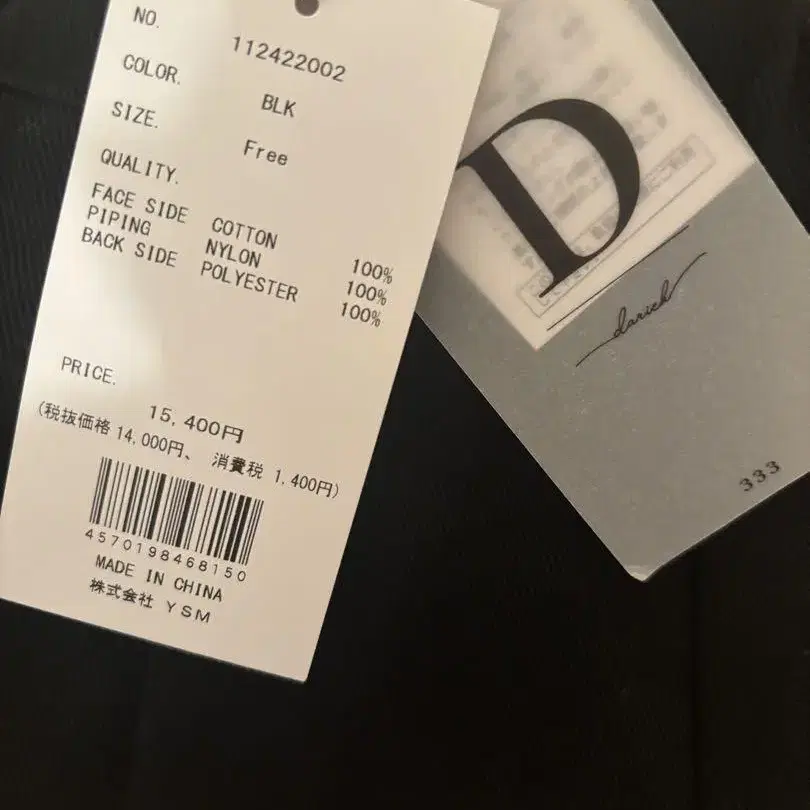 NO. 112422002
COLOR. BLK
SIZE. Free
QUALITY.
FACE SIDE COTTON 100%
PIPING NYLON 100%
BACK SIDE POLYESTER 100%
PRICE. 15,400円
(税抜価格 14,000円、 消費税 1,400円)
4570198468150
MADE IN CHINA
株式会社 YSM
D
darich
333